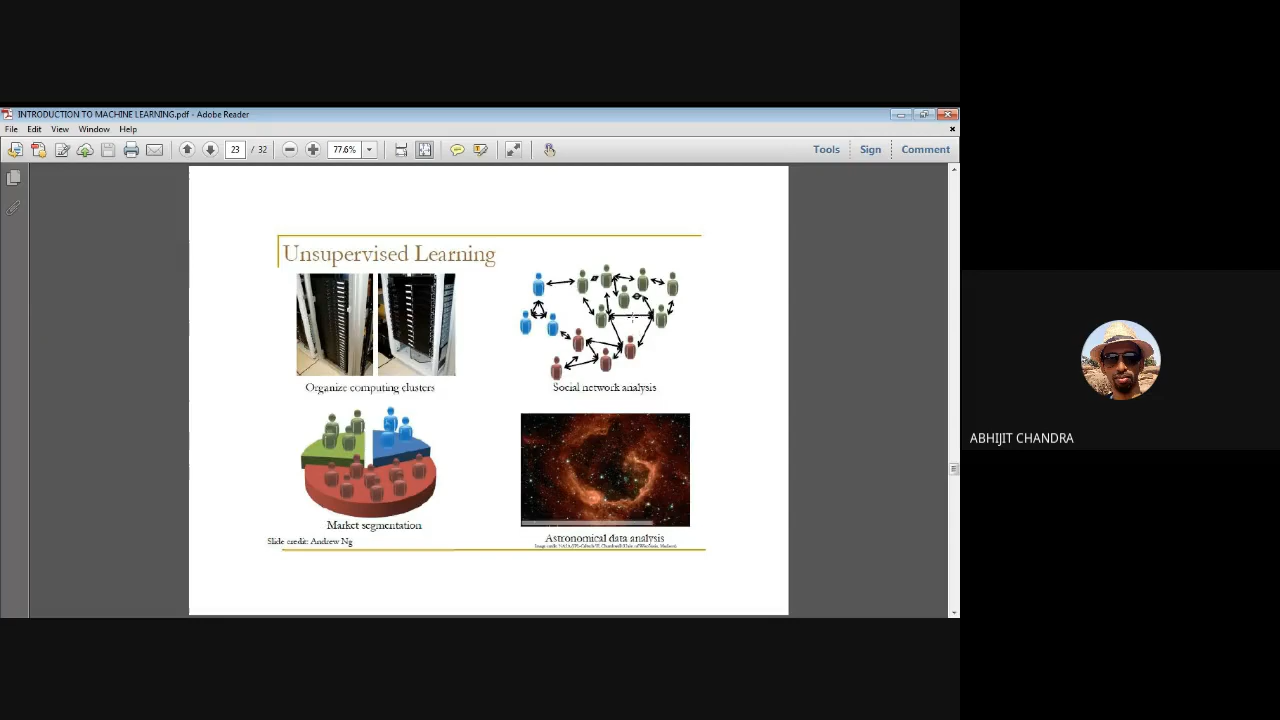 INTRODUCTION TO MACHINE LEARNING.pdf - Adobe Reader
File Edit View Window Help
23 / 32 77.6% Tools Sign Comment
Unsupervised Learning
Organize computing clusters
Social network analysis
Market segmentation
Slide credit: Andrew Ng
Astronomical data analysis
ABHIJIT CHANDRA